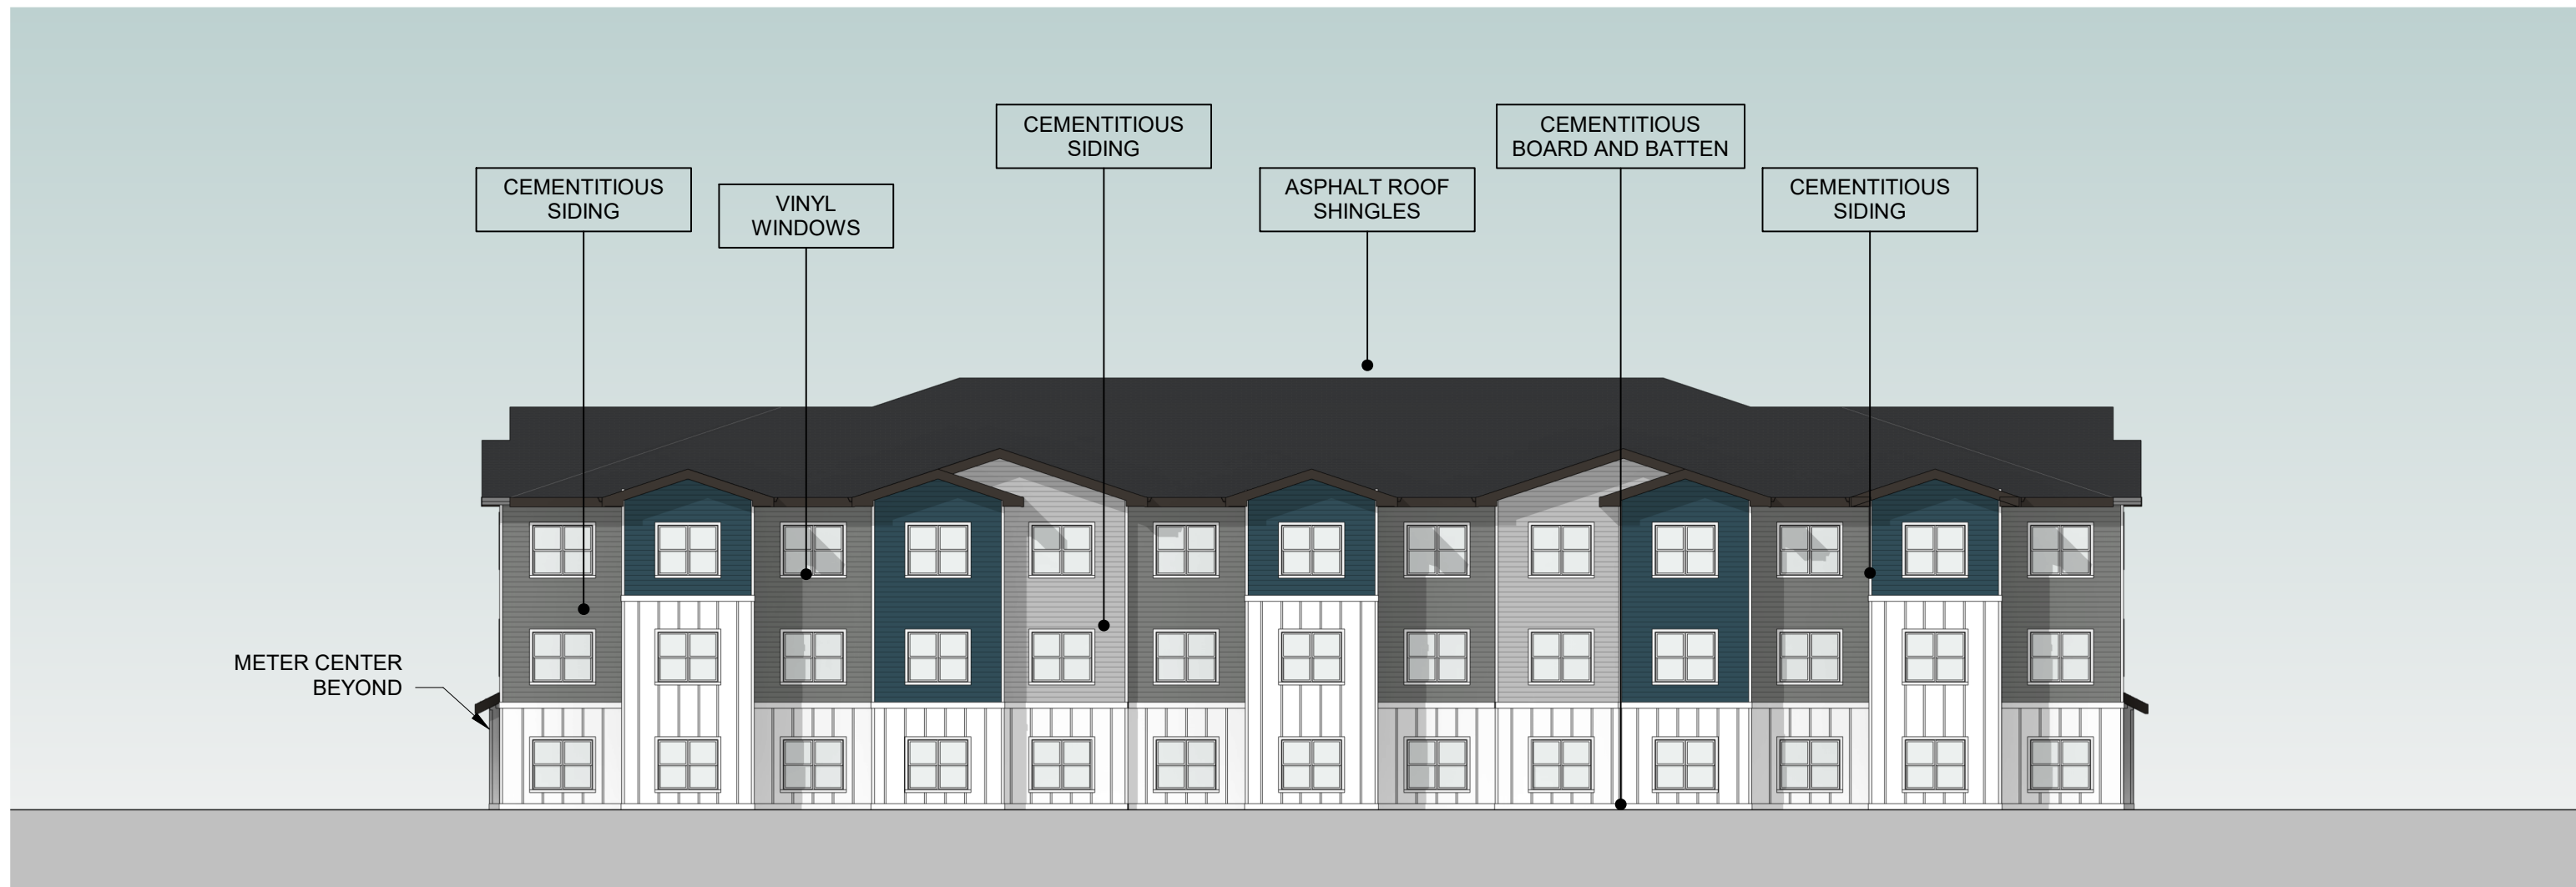 CEMENTITIOUS
SIDING
VINYL
WINDOWS
CEMENTITIOUS
SIDING
ASPHALT ROOF
SHINGLES
CEMENTITIOUS
BOARD AND BATTEN
CEMENTITIOUS
SIDING
METER CENTER
BEYOND